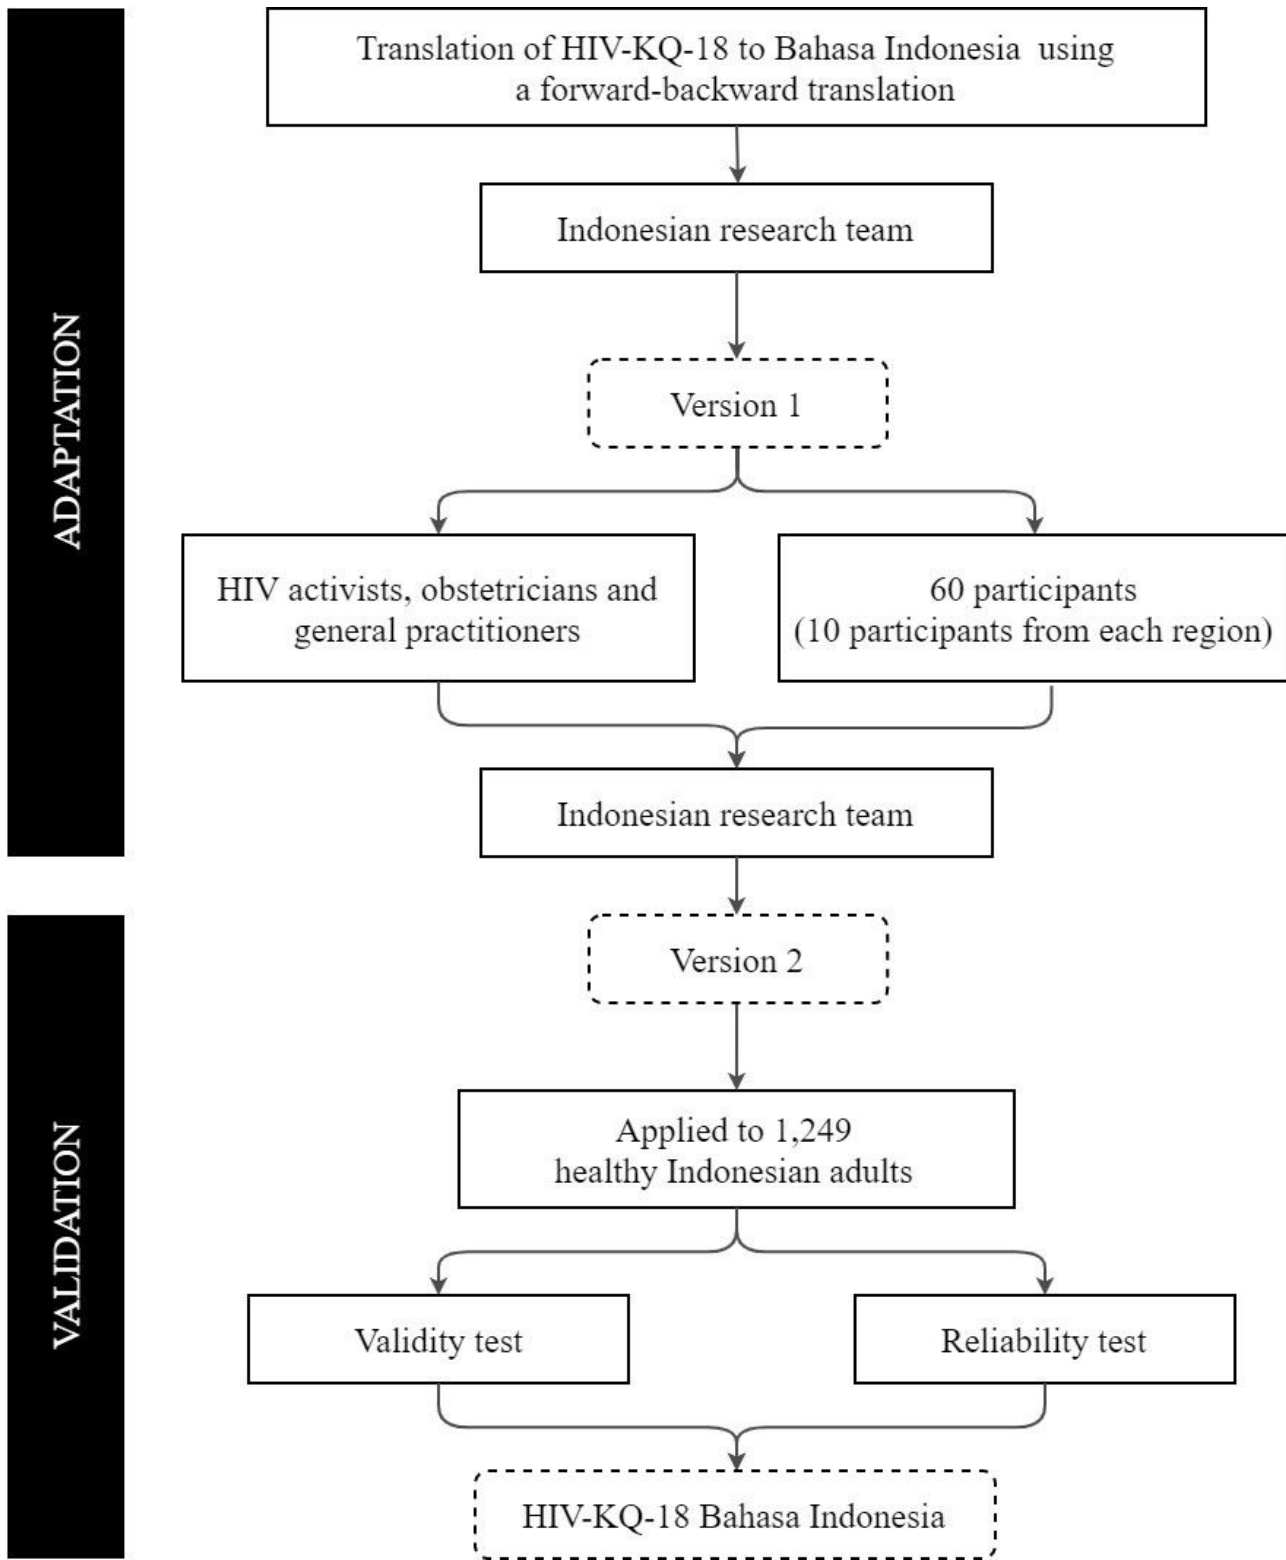 Translation of HIV-KQ-18 to Bahasa Indonesia using
a forward-backward translation
Indonesian research team
Version 1
ADAPTATION
HIV activists, obstetricians and
general practitioners
60 participants
(10 participants from each region)
Indonesian research team
Version 2
VALIDATION
Applied to 1,249
healthy Indonesian adults
Validity test
Reliability test
HIV-KQ-18 Bahasa Indonesia